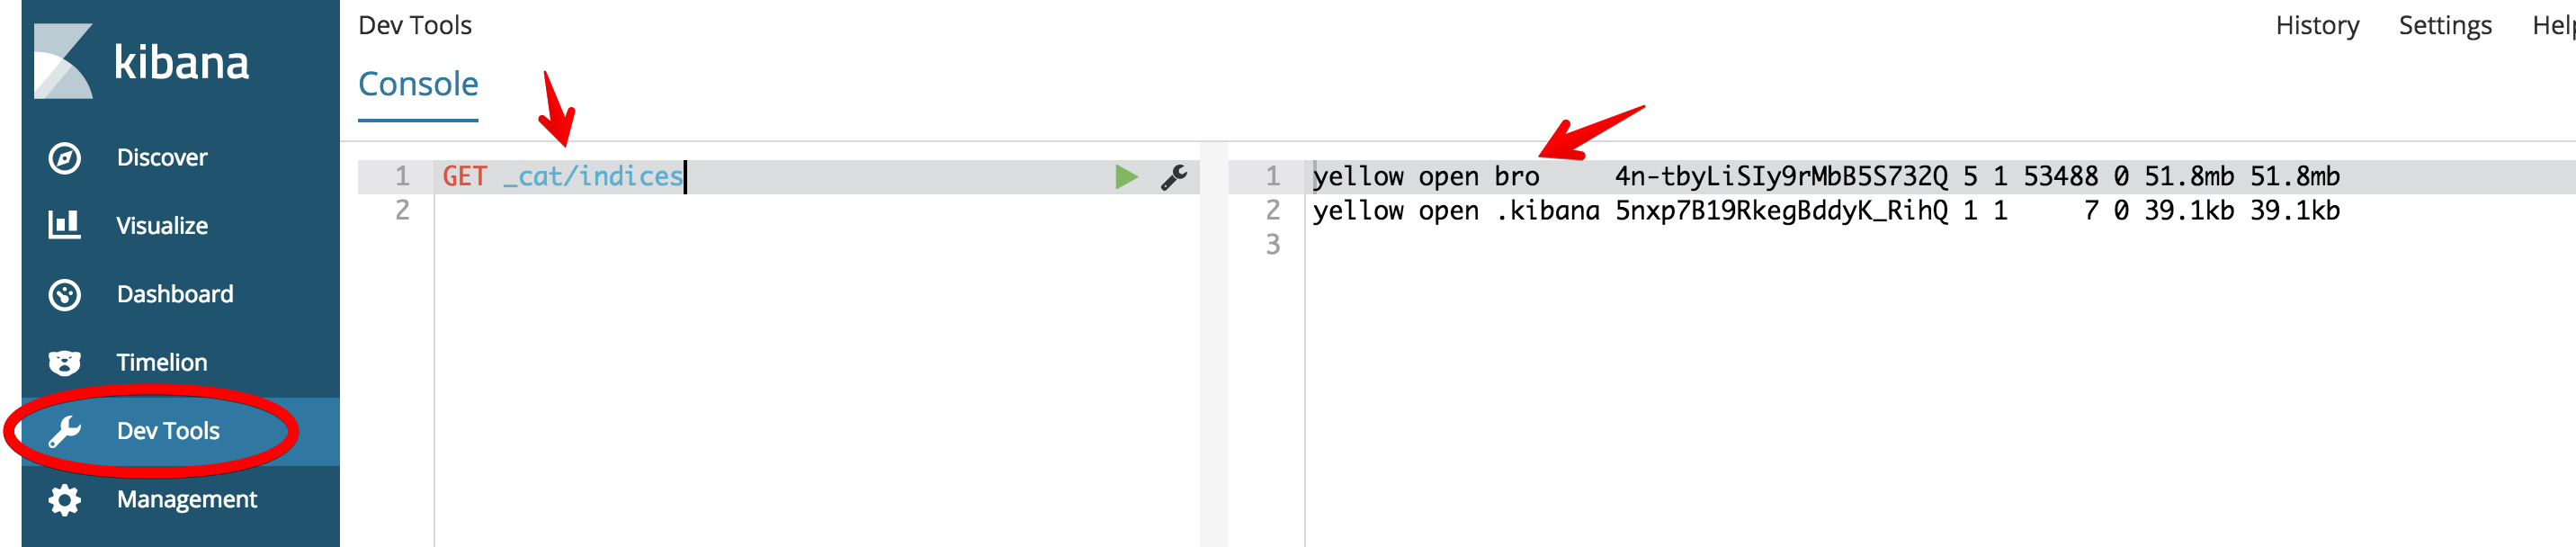 kibana
Discover
Visualize
Dashboard
Timelion
Dev Tools
Management
Dev Tools
History Settings Help
Console
1 GET _cat/indices
2
1 yellow open bro 4n-tbyLiSIy9rMbB5S732Q 5 1 53488 0 51.8mb 51.8mb
2 yellow open .kibana 5nxp7B19RkegBddyK_RihQ 1 1 7 0 39.1kb 39.1kb
3